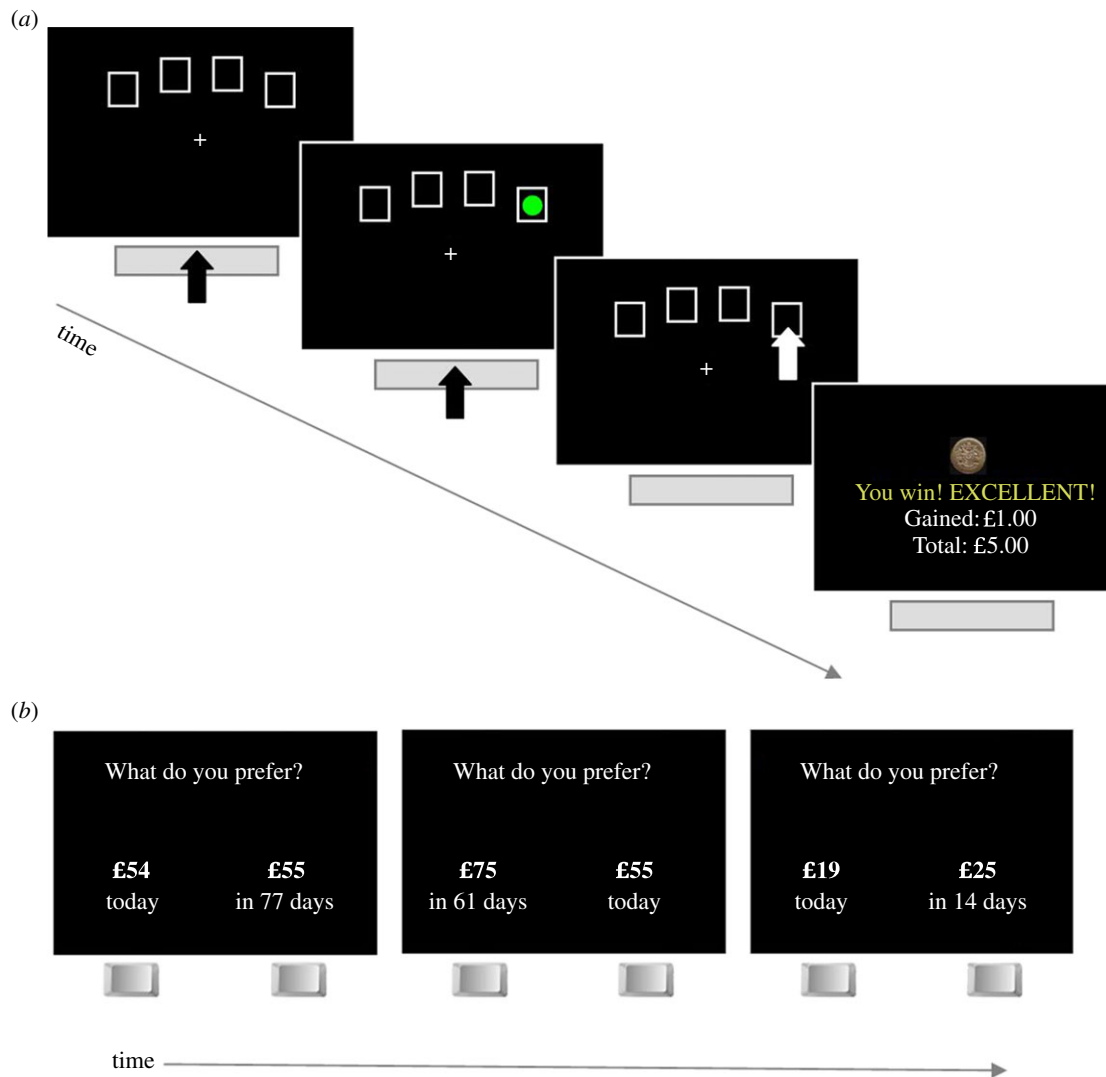 (a)
+
+
+
time
You win! EXCELLENT!
Gained: £1.00
Total: £5.00
(b)
What do you prefer?
£54 £55
today in 77 days
What do you prefer?
£75 £55
in 61 days today
What do you prefer?
£19 £25
today in 14 days
time